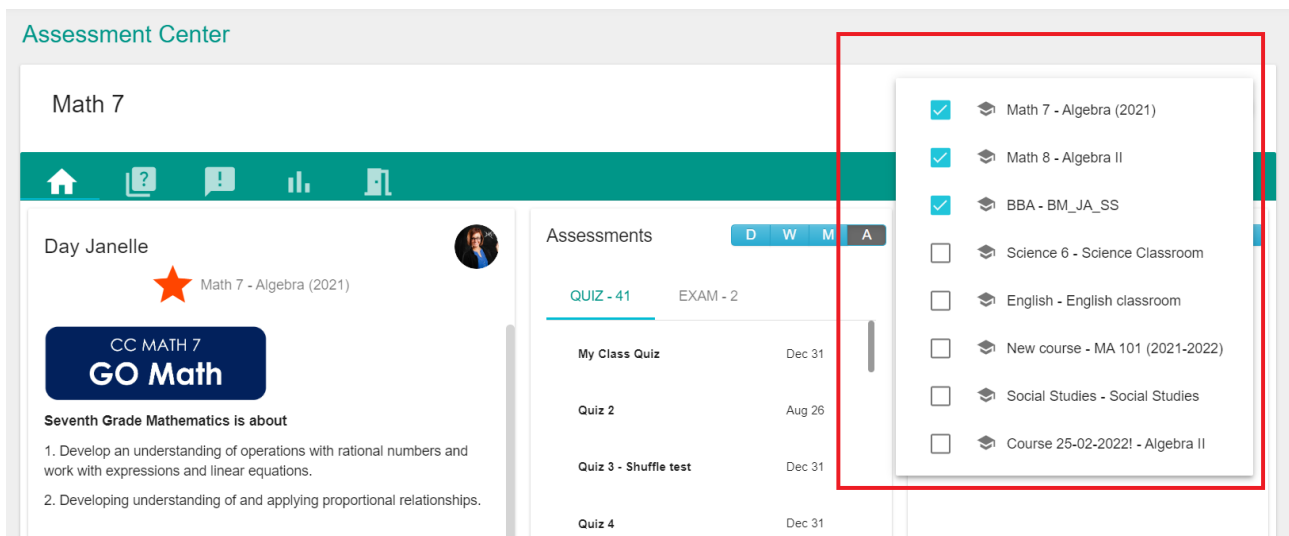 Assessment Center
Math 7
Math 7 - Algebra (2021)
Math 8 - Algebra II
BBA - BM_JA_SS
Science 6 - Science Classroom
English - English classroom
New course - MA 101 (2021-2022)
Social Studies - Social Studies
Course 25-02-2022! - Algebra II
Day Janelle
Math 7 - Algebra (2021)
CC MATH 7
GO Math
Seventh Grade Mathematics is about
1. Develop an understanding of operations with rational numbers and
work with expressions and linear equations.
2. Developing understanding of and applying proportional relationships.
Assessments
D W M A
QUIZ - 41 EXAM - 2
My Class Quiz Dec 31
Quiz 2 Aug 26
Quiz 3 - Shuffle test Dec 31
Quiz 4 Dec 31